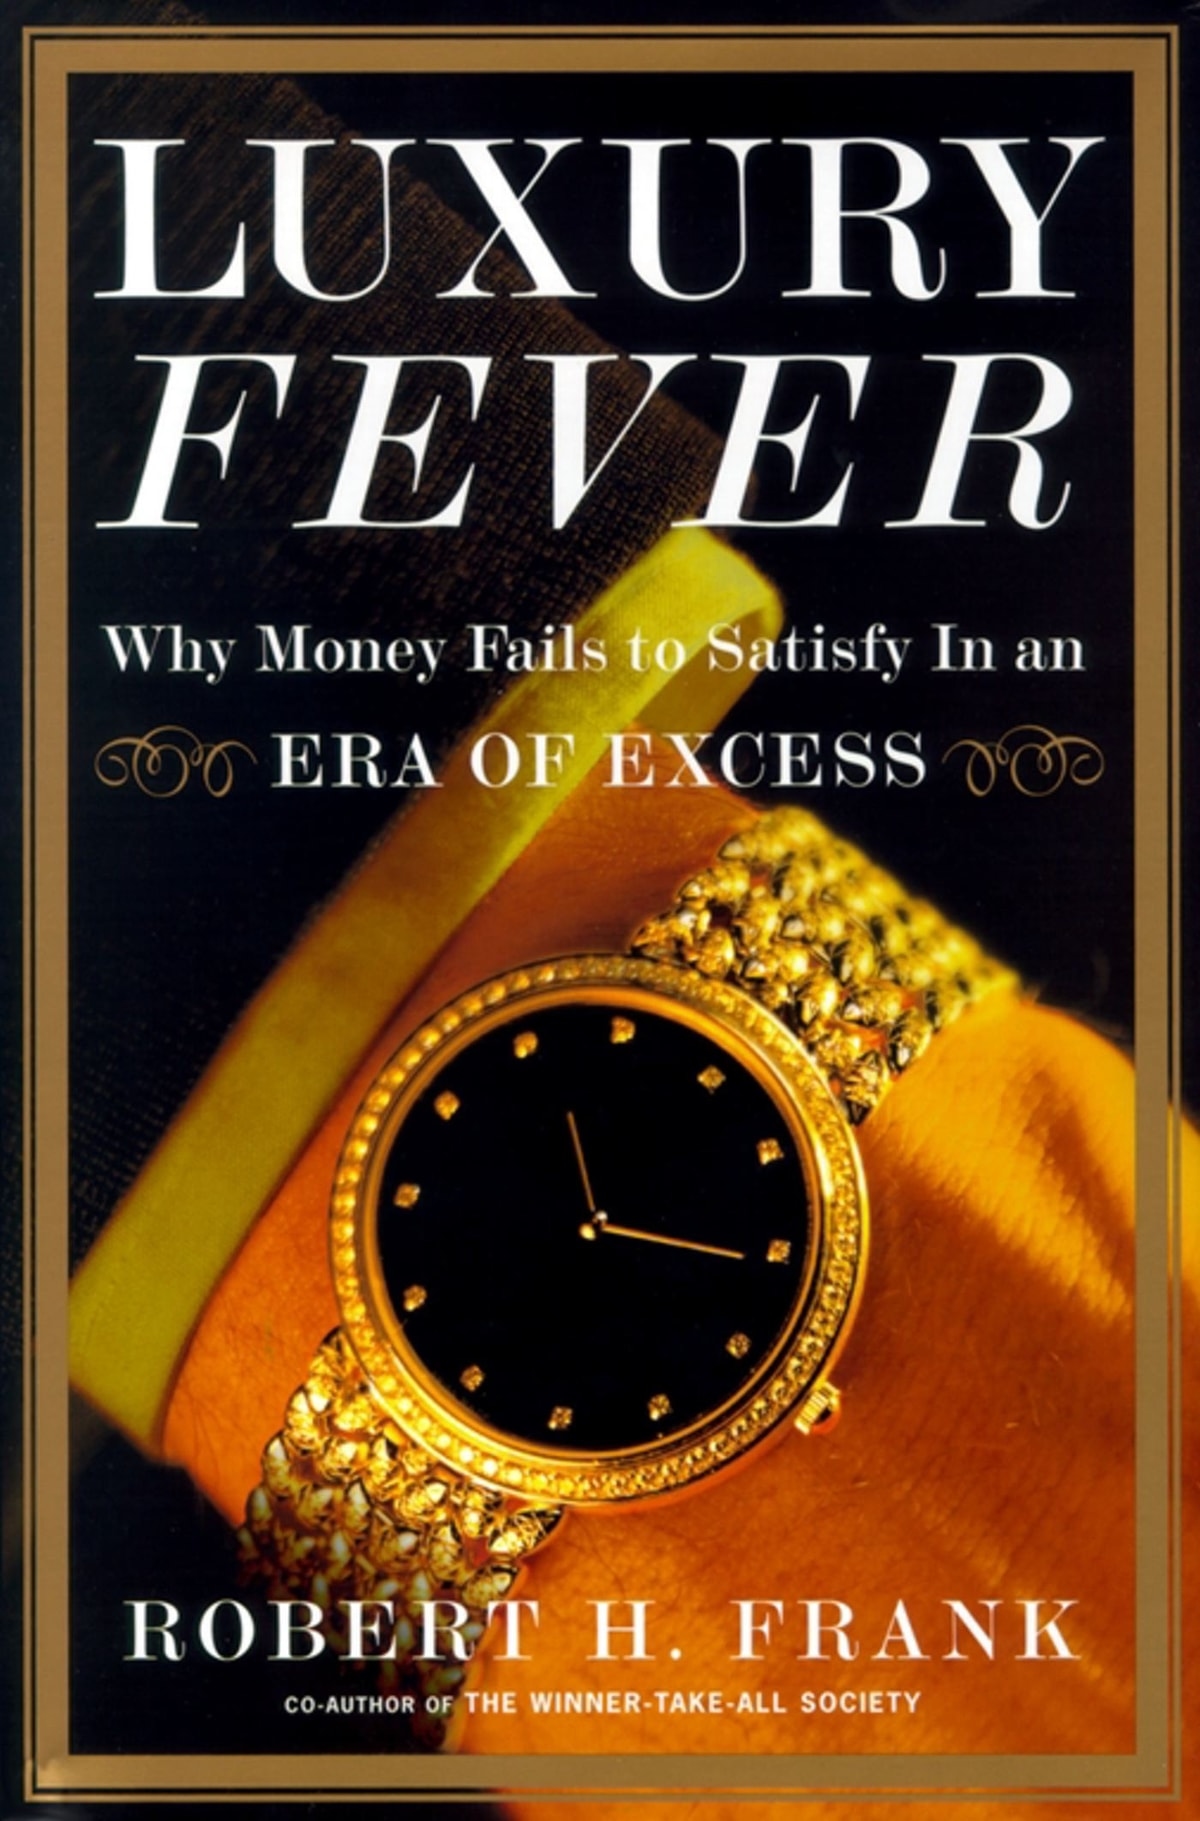 LUXURY
FEVER
Why Money Fails to Satisfy In an
ERA OF EXCESS
ROBERT H. FRANK
CO-AUTHOR OF THE WINNER-TAKE-ALL SOCIETY